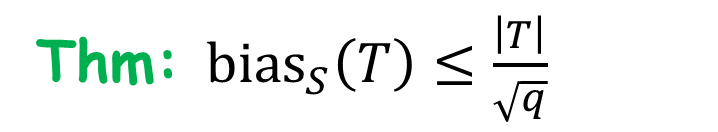 Thm: bias_S(T) ≤ |T|/√q